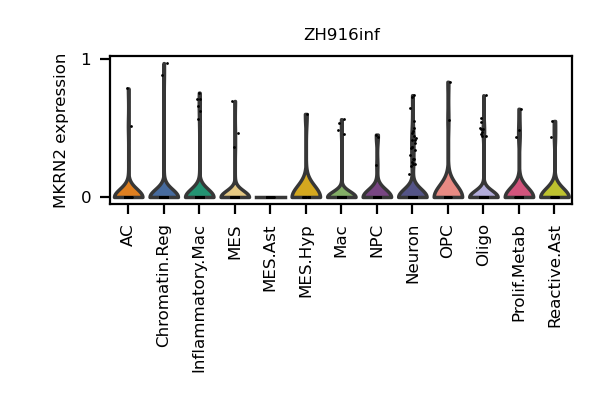 ZH916inf
MKRN2 expression
1
0
AC
Chromatin.Reg
Inflammatory.Mac
MES
MES.Ast
MES.Hyp
Mac
NPC
Neuron
OPC
Oligo
Prolif.Metab
Reactive.Ast